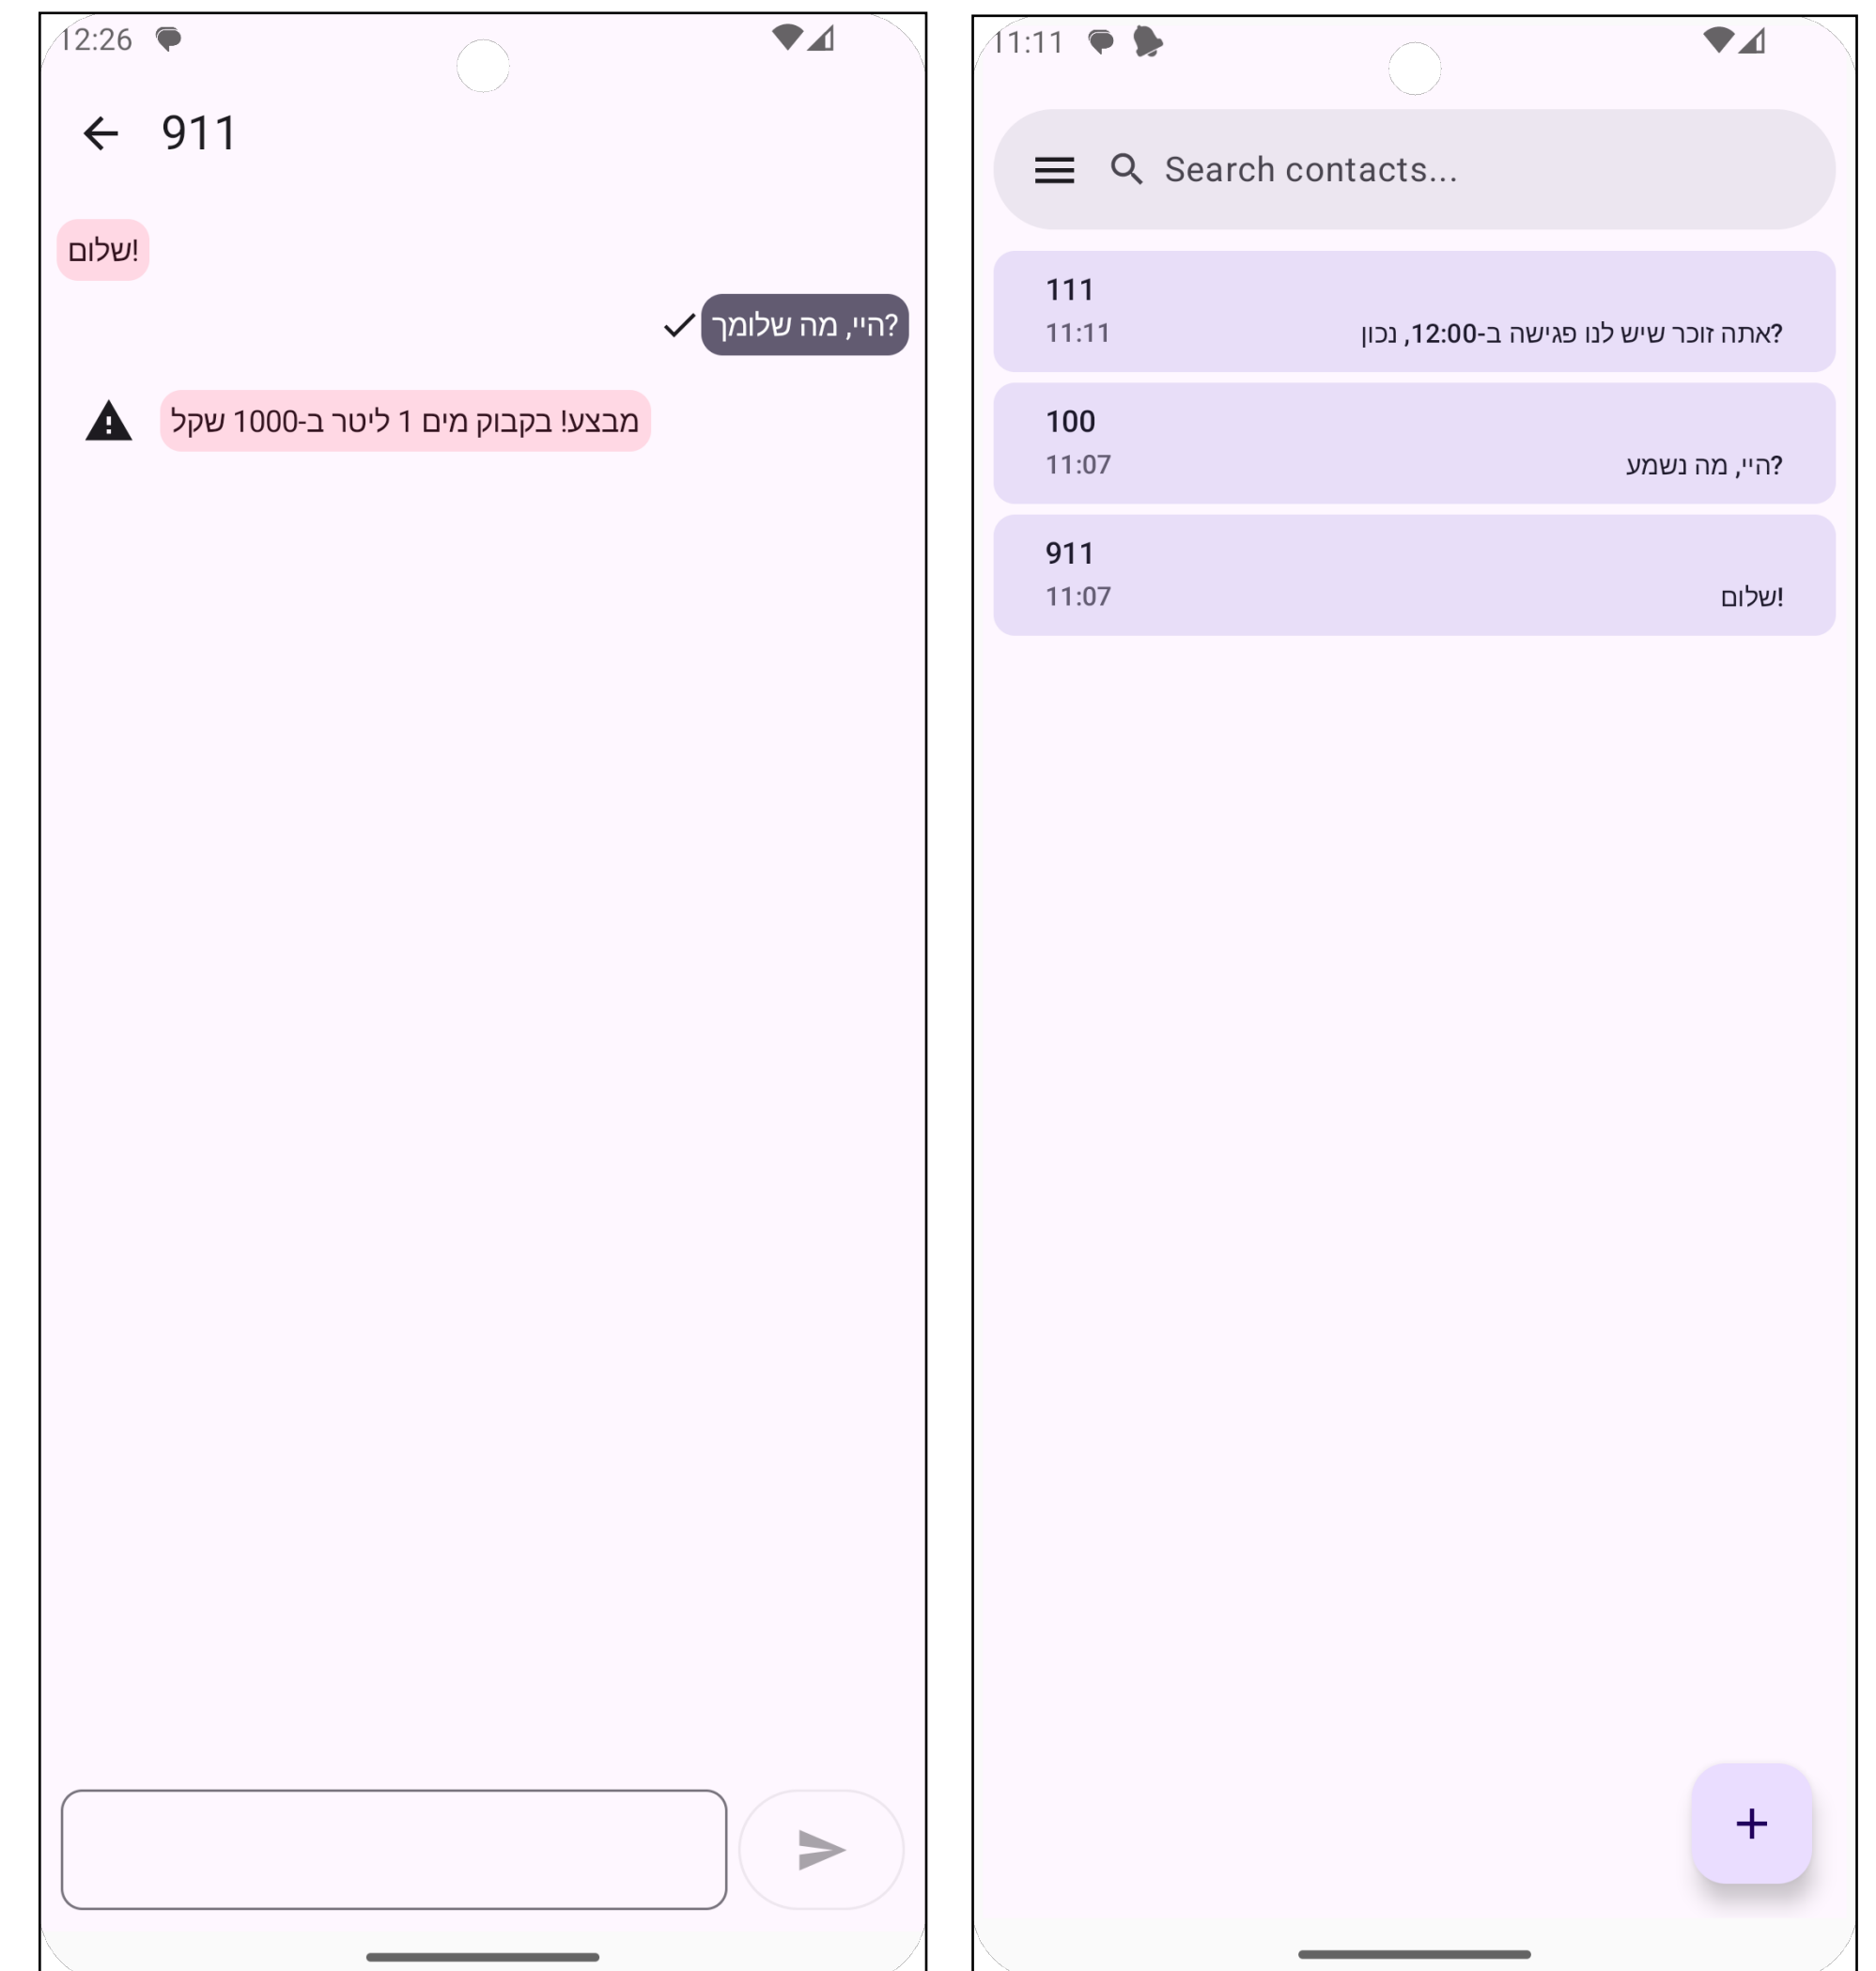 12:26
911
שלום!
היי, מה שלומך?
מבצע! בקבוק מים 1 ליטר ב-1000 שקל
11:11
Search contacts...
111
11:11 אתה זוכר שיש לנו פגישה ב-12:00, נכון?
100
11:07 היי, מה נשמע?
911
11:07 שלום!